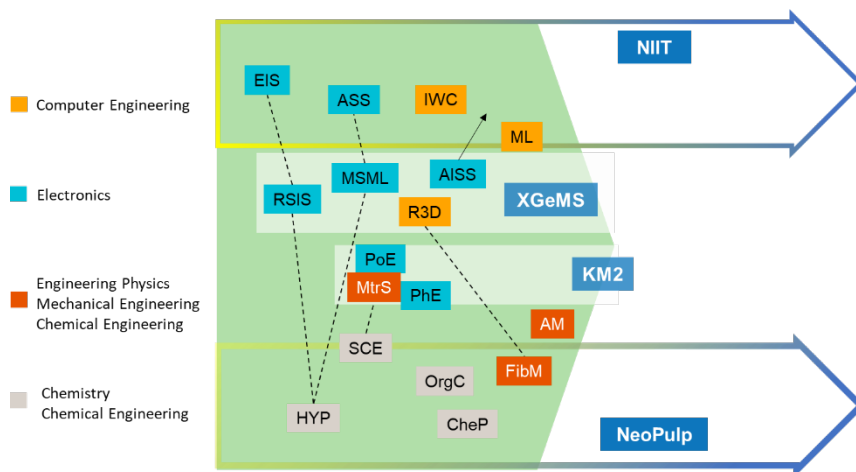 NIIT
EIS
ASS
IWC
Computer Engineering
ML
MSML
AISS
Electronics
RSIS
R3D
XGeMS
PoE
KM2
Engineering Physics
Mechanical Engineering
Chemical Engineering
MtrS
PhE
AM
SCE
FibM
OrgC
Chemistry
Chemical Engineering
HYP
CheP
NeoPulp